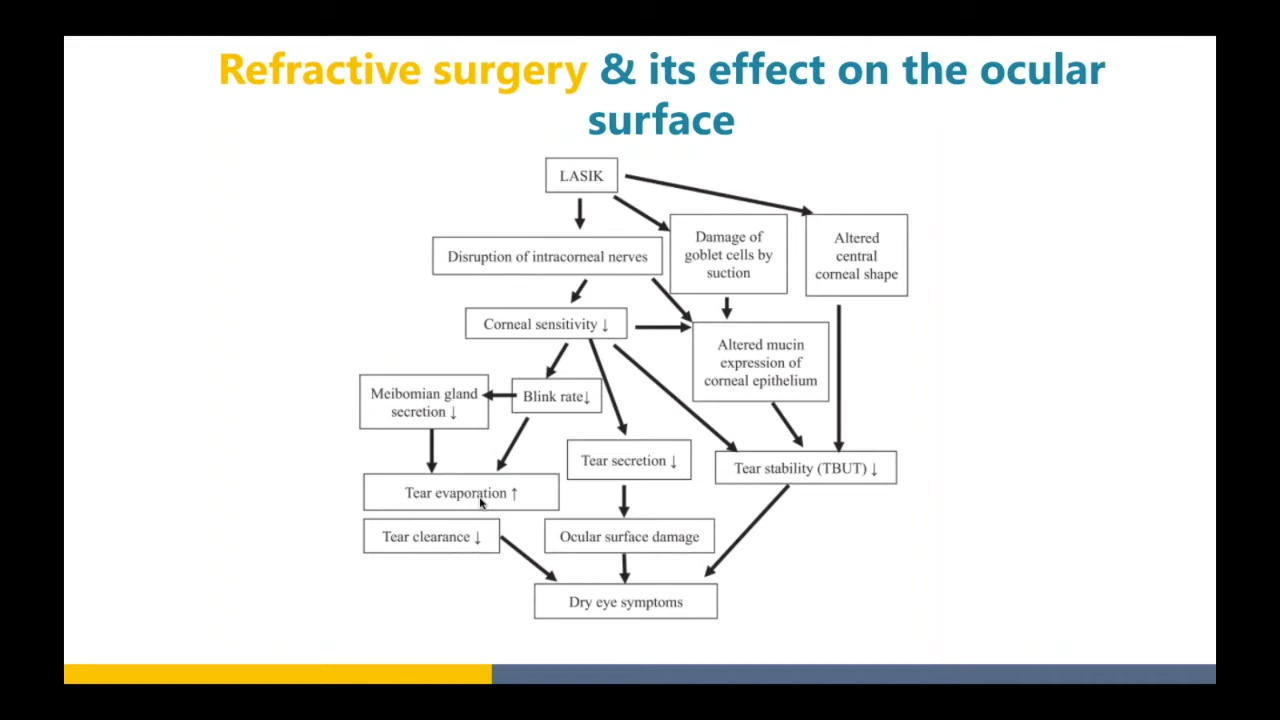 Refractive surgery & its effect on the ocular
surface
LASIK
Disruption of intracorneal nerves
Damage of
goblet cells by
suction
Altered
central
corneal shape
Corneal sensitivity ↓
Altered mucin
expression of
corneal epithelium
Meibomian gland
secretion ↓
Blink rate↓
Tear secretion ↓
Tear stability (TBUT) ↓
Tear evaporation ↑
Tear clearance ↓
Ocular surface damage
Dry eye symptoms